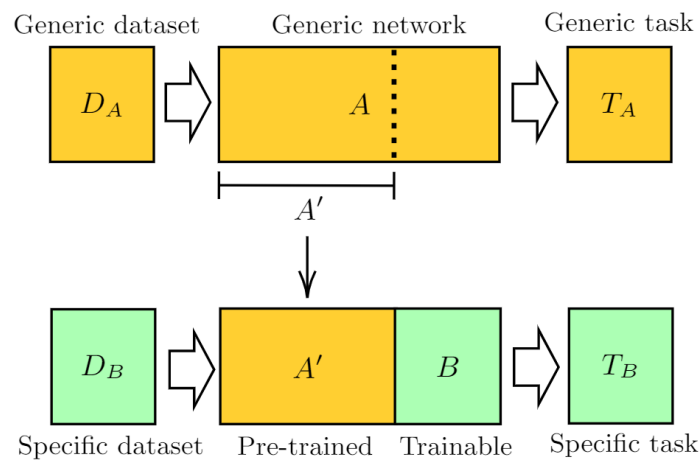 Generic dataset Generic network Generic task
D_A A T_A
A′
D_B A′ B T_B
Specific dataset Pre-trained Trainable Specific task